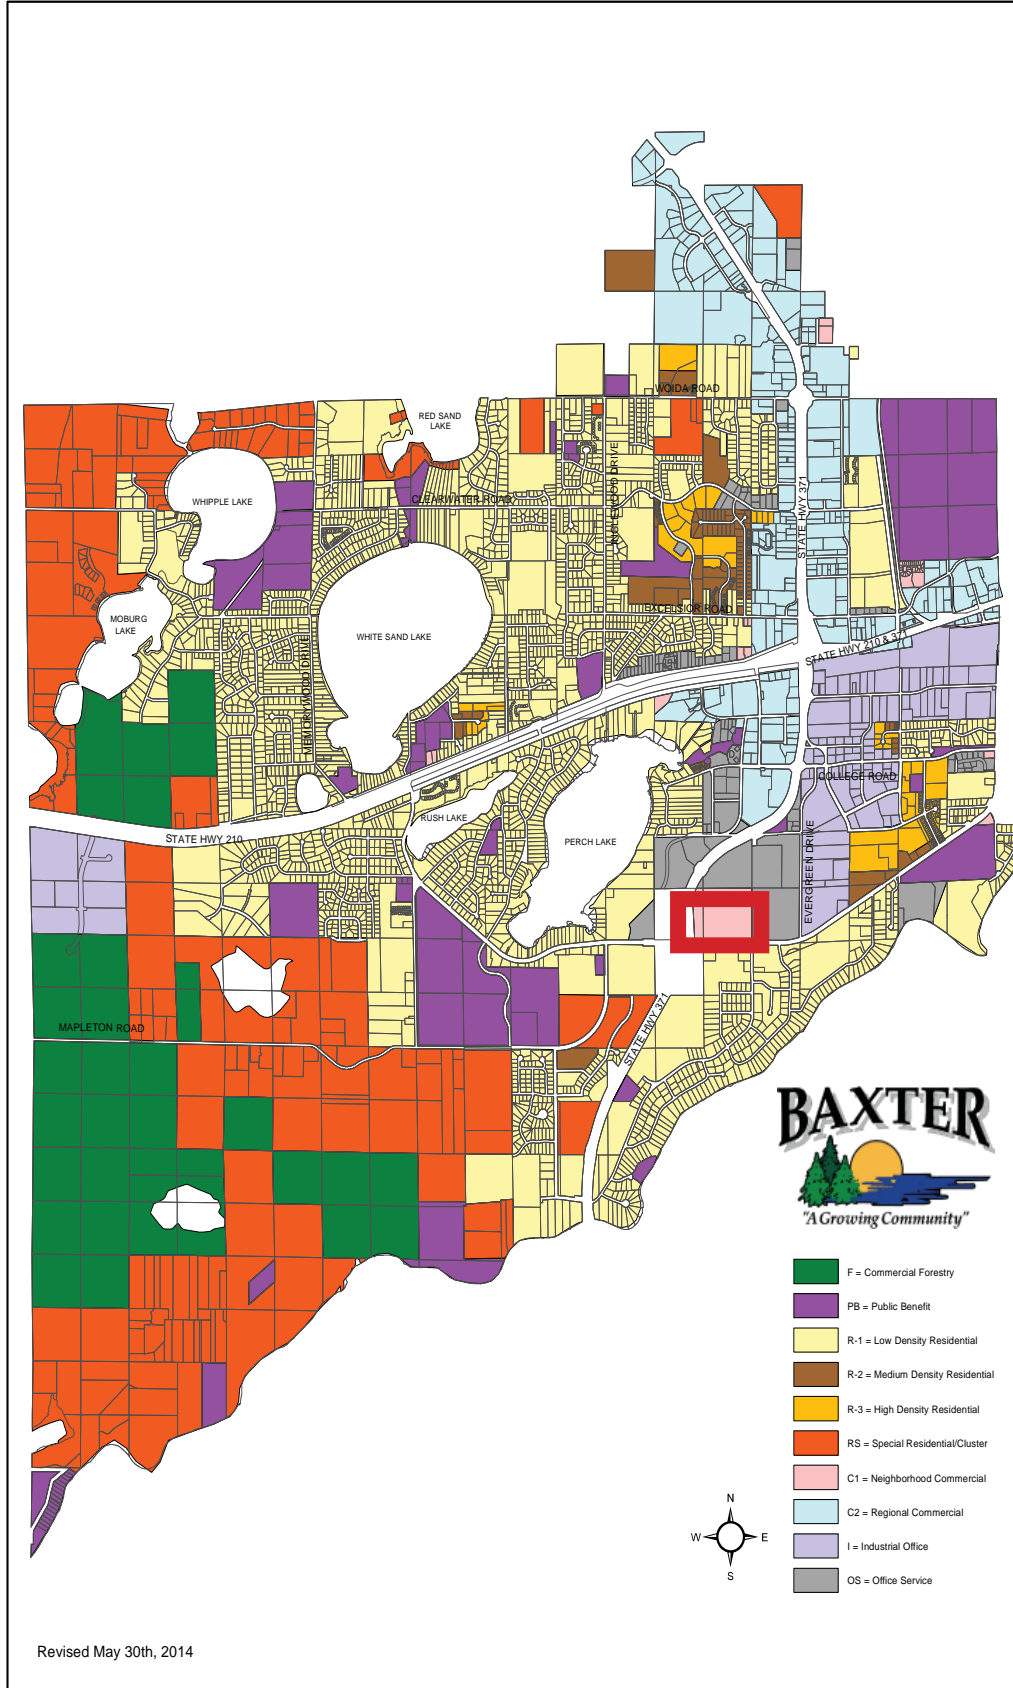 WOIDA ROAD
RED SAND
LAKE
INGLEWOOD DRIVE
STATE HWY 371
CLEARWATER ROAD
WHIPPLE LAKE
EXCELSIOR ROAD
MOBURG
LAKE
WHITE SAND LAKE
MEMORYWOOD DRIVE
STATE HWY 210 & 371
COLLEGE ROAD
RUSH LAKE
STATE HWY 210
PERCH LAKE
EVERGREEN DRIVE
STATE HWY 371
MAPLETON ROAD
BAXTER
"A Growing Community"
F = Commercial Forestry
PB = Public Benefit
R-1 = Low Density Residential
R-2 = Medium Density Residential
R-3 = High Density Residential
RS = Special Residential/Cluster
C1 = Neighborhood Commercial
C2 = Regional Commercial
I = Industrial Office
OS = Office Service
N
W E
S
Revised May 30th, 2014